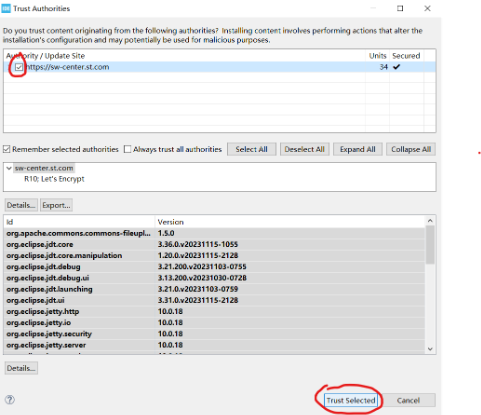 IDE Trust Authorities
Do you trust content originating from the following authorities? Installing content involves performing actions that alter the
installation's configuration and may potentially be used for malicious purposes.
Authority / Update Site Units Secured
https://sw-center.st.com 34 ✔
Remember selected authorities Always trust all authorities Select All Deselect All Expand All Collapse All
sw-center.st.com
R10; Let's Encrypt
Details... Export...
Id Version
org.apache.commons.commons-fileupl... 1.5.0
org.eclipse.jdt.core 3.36.0.v20231115-1055
org.eclipse.jdt.core.manipulation 1.20.0.v20231115-2128
org.eclipse.jdt.debug 3.21.200.v20231103-0755
org.eclipse.jdt.debug.ui 3.13.200.v20231030-0728
org.eclipse.jdt.launching 3.21.0.v20231103-0759
org.eclipse.jdt.ui 3.31.0.v20231115-2128
org.eclipse.jetty.http 10.0.18
org.eclipse.jetty.io 10.0.18
org.eclipse.jetty.security 10.0.18
org.eclipse.jetty.server 10.0.18
Details...
Trust Selected Cancel